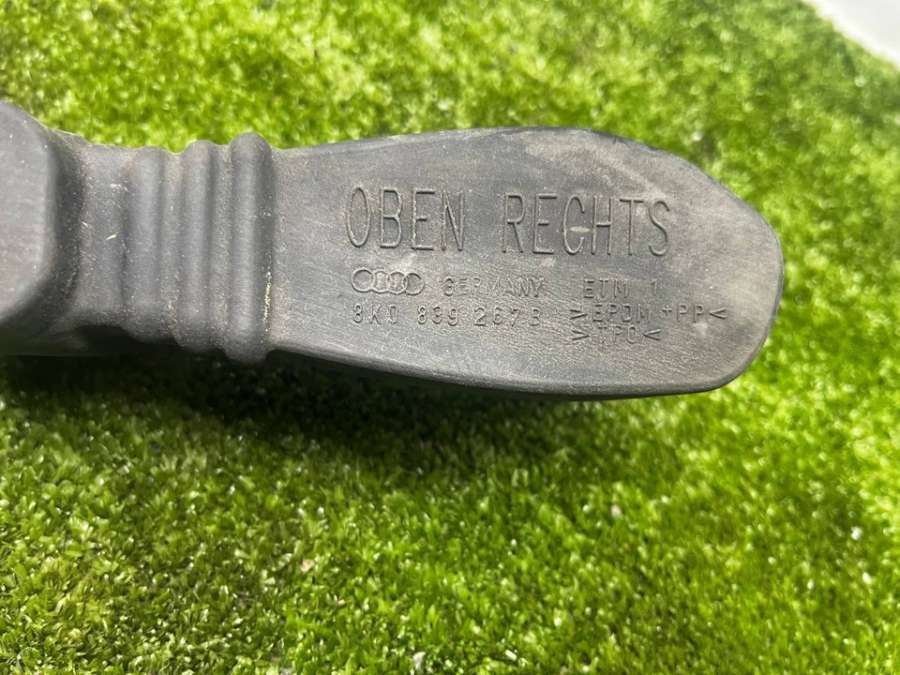 OBEN RECHTS
GERMANY ETM 1
8K0 839 267 B >EPDM +PP<
>TPO<